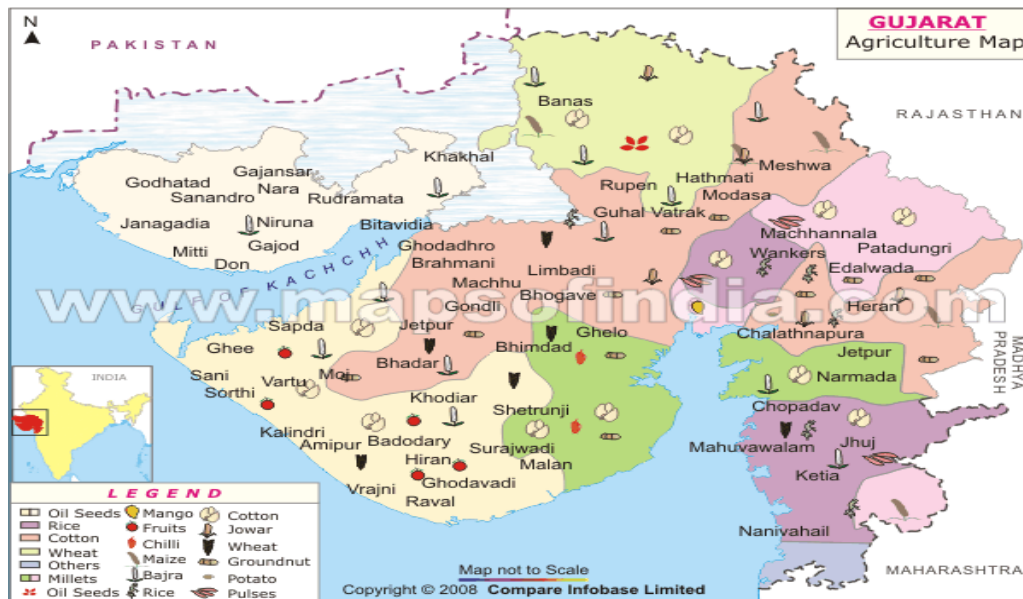 N
PAKISTAN
GUJARAT
Agriculture Map
RAJASTHAN
Banas
Khakhal
Meshwa
Hathmati
Gajansar
Godhatad
Nara
Sanandro
Rudramata
Rupen
Modasa
Guhal Vatrak
Janagadia
Niruna
Bitavidia
Machhannala
Mitti
Gajod
Don
Ghodadhro
Patadungri
Wankers
Brahmani
Limbadi
Edalwada
GULF OF KACHCHH
Machhu
Bhogave
Gondli
Heran
www.mapsofindia.com
Sapda
Jetpur
Ghelo
Chalathnapura
Ghee
Bhimdad
Jetpur
MADHYA
PRADESH
Bhadar
Moj
Sani
Vartu
Narmada
INDIA
Sorthi
Khodiar
Shetrunji
Chopadav
Kalindri
Amipur
Badodary
Surajwadi
Mahuvawalam
Jhuj
Hiran
Malan
Ketia
Vrajni
Ghodavadi
Raval
Nanivahail
MAHARASHTRA
LEGEND
Oil Seeds
Mango
Cotton
Rice
Fruits
Jowar
Cotton
Chilli
Wheat
Wheat
Maize
Groundnut
Others
Bajra
Potato
Millets
Rice
Pulses
Oil Seeds
Map not to Scale
Copyright © 2008 Compare Infobase Limited